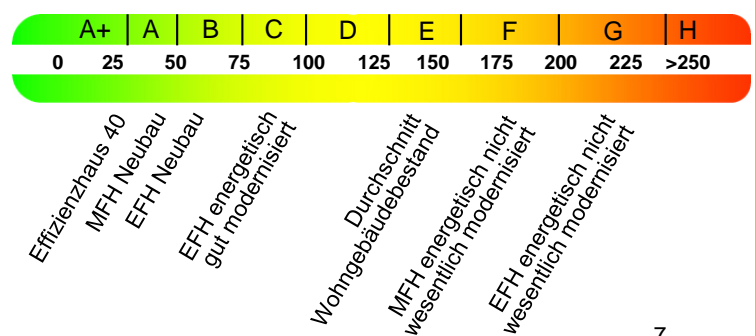 A+ A B C D E F G H
0 25 50 75 100 125 150 175 200 225 >250
Effizienzhaus 40
MFH Neubau
EFH Neubau
EFH energetisch
gut modernisiert
Durchschnitt
Wohngebäudebestand
MFH energetisch nicht
wesentlich modernisiert
EFH energetisch nicht
wesentlich modernisiert
7